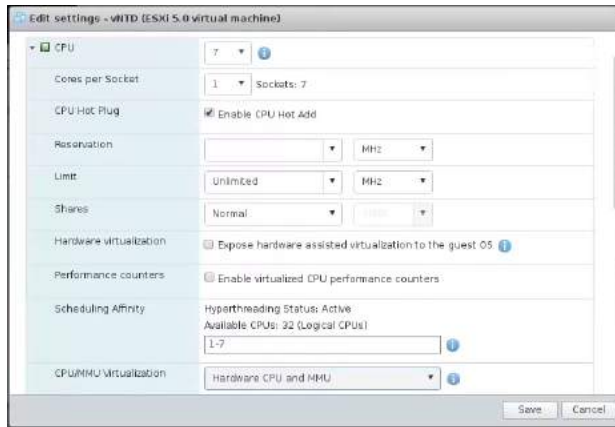 Edit settings - vNTD (ESXi 5.0 virtual machine)
CPU
7
Cores per Socket
1 Sockets: 7
CPU Hot Plug
Enable CPU Hot Add
Reservation
MHz
Limit
Unlimited MHz
Shares
Normal
Hardware virtualization
Expose hardware assisted virtualization to the guest OS
Performance counters
Enable virtualized CPU performance counters
Scheduling Affinity
Hyperthreading Status: Active
Available CPUs: 32 (Logical CPUs)
1-7
CPU/MMU Virtualization
Hardware CPU and MMU
Save Cancel